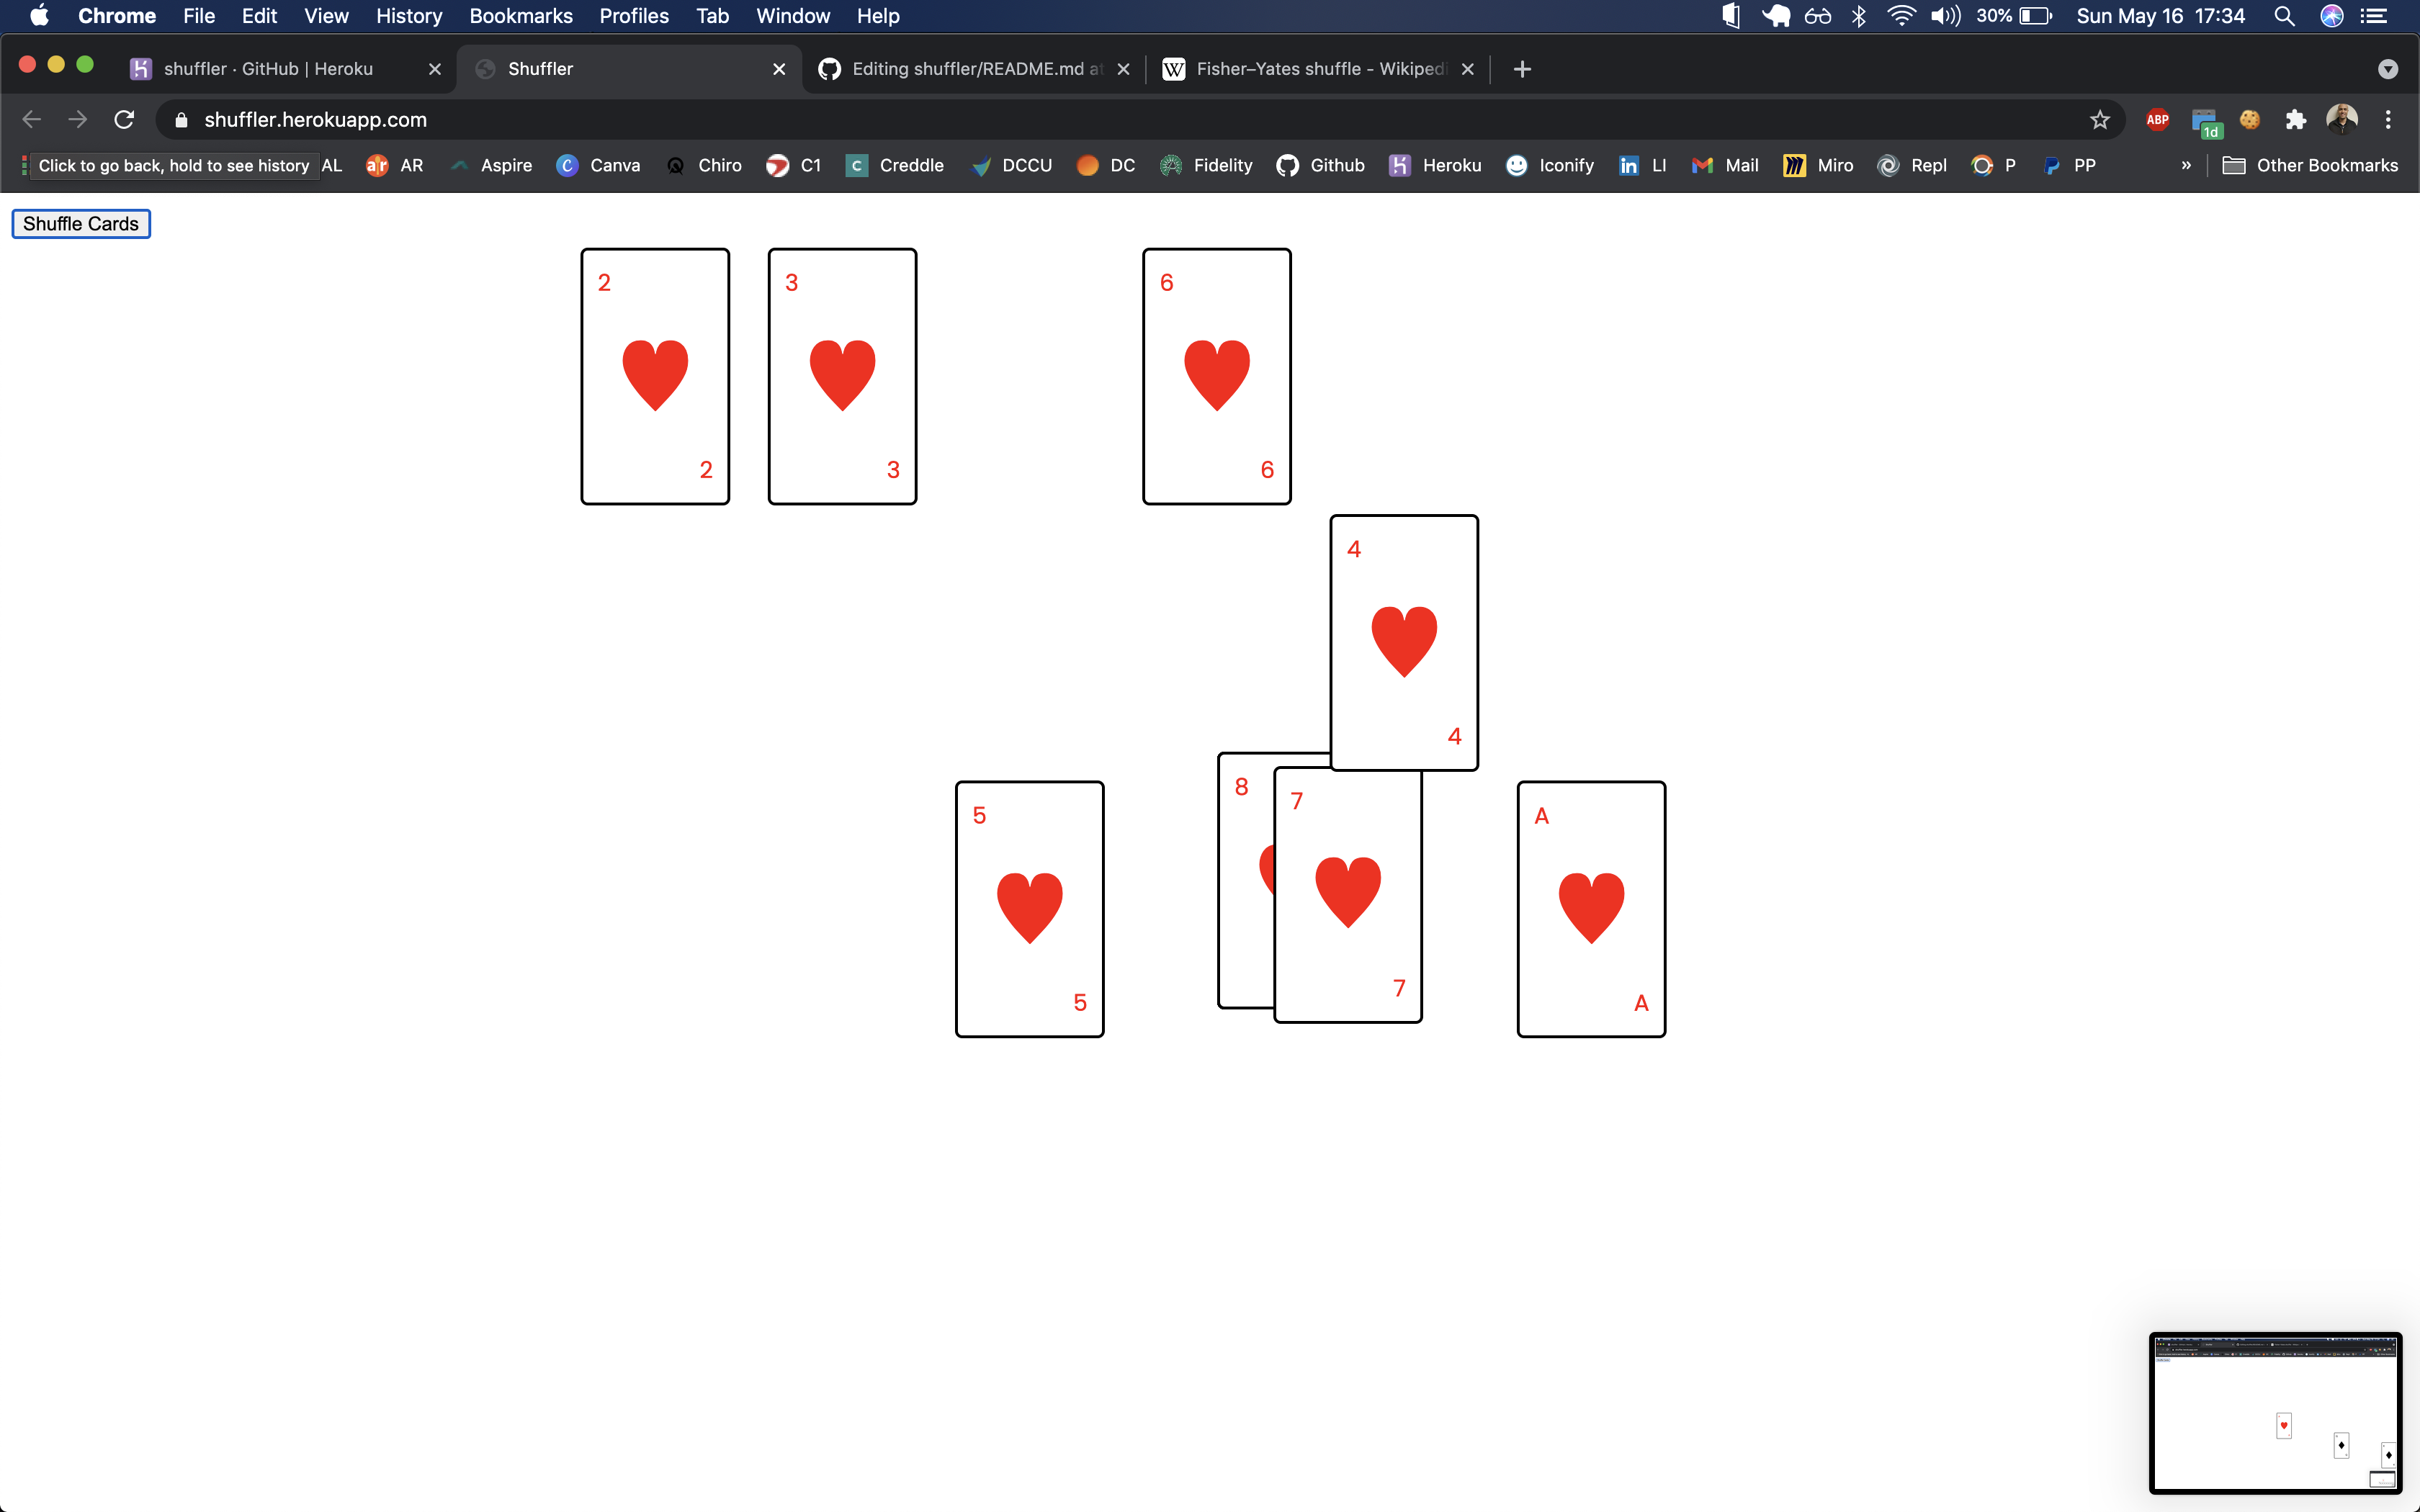 Chrome File Edit View History Bookmarks Profiles Tab Window Help 30% Sun May 16 17:34
shuffler · GitHub | Heroku Shuffler Editing shuffler/README.md at Fisher–Yates shuffle - Wikipedi
shuffler.herokuapp.com ABP 1d
Click to go back, hold to see history AL AR Aspire Canva Chiro C1 Creddle DCCU DC Fidelity Github Heroku Iconify LI Mail Miro Repl P PP » Other Bookmarks
Shuffle Cards
2 3 6
2 3 6
4
4
8 7
5 A
7
5 A